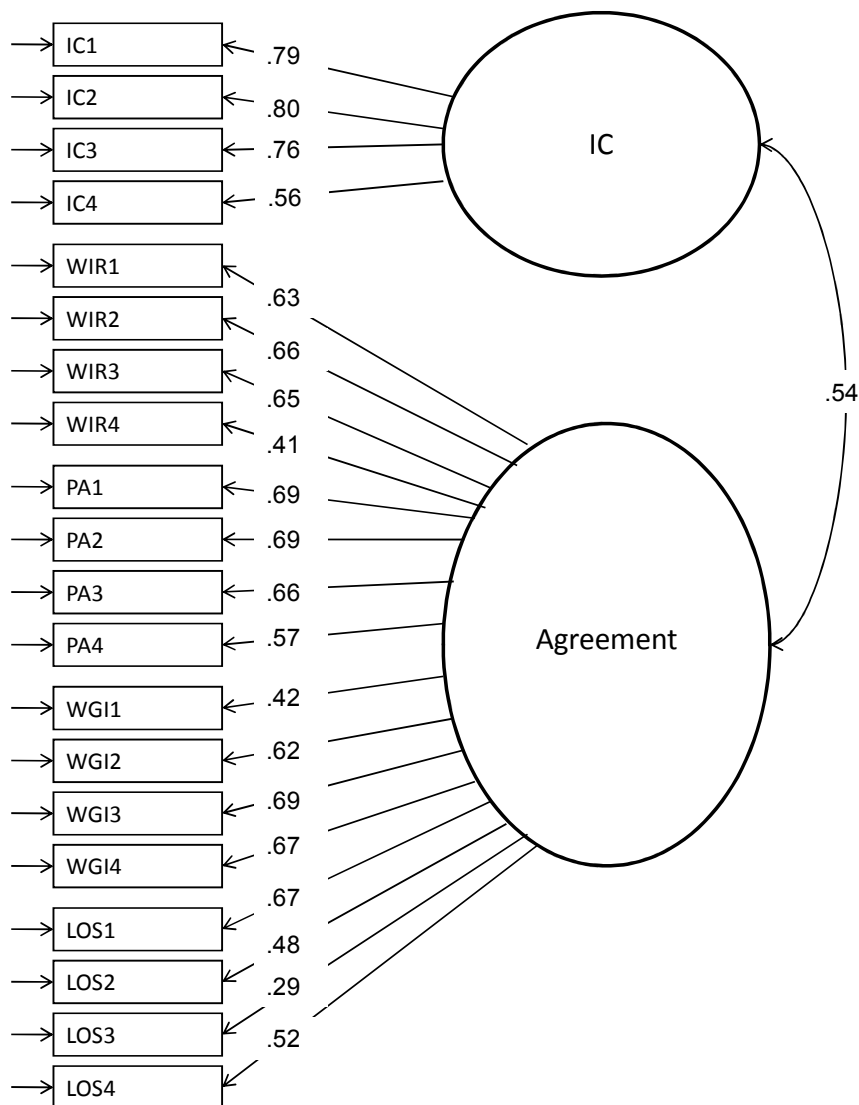 IC1
.79
IC2
.80
IC3
.76
IC4
.56
IC
WIR1
.63
WIR2
.66
WIR3
.65
WIR4
.41
.54
PA1
.69
PA2
.69
PA3
.66
PA4
.57
Agreement
WGI1
.42
WGI2
.62
WGI3
.69
WGI4
.67
LOS1
.67
LOS2
.48
LOS3
.29
LOS4
.52